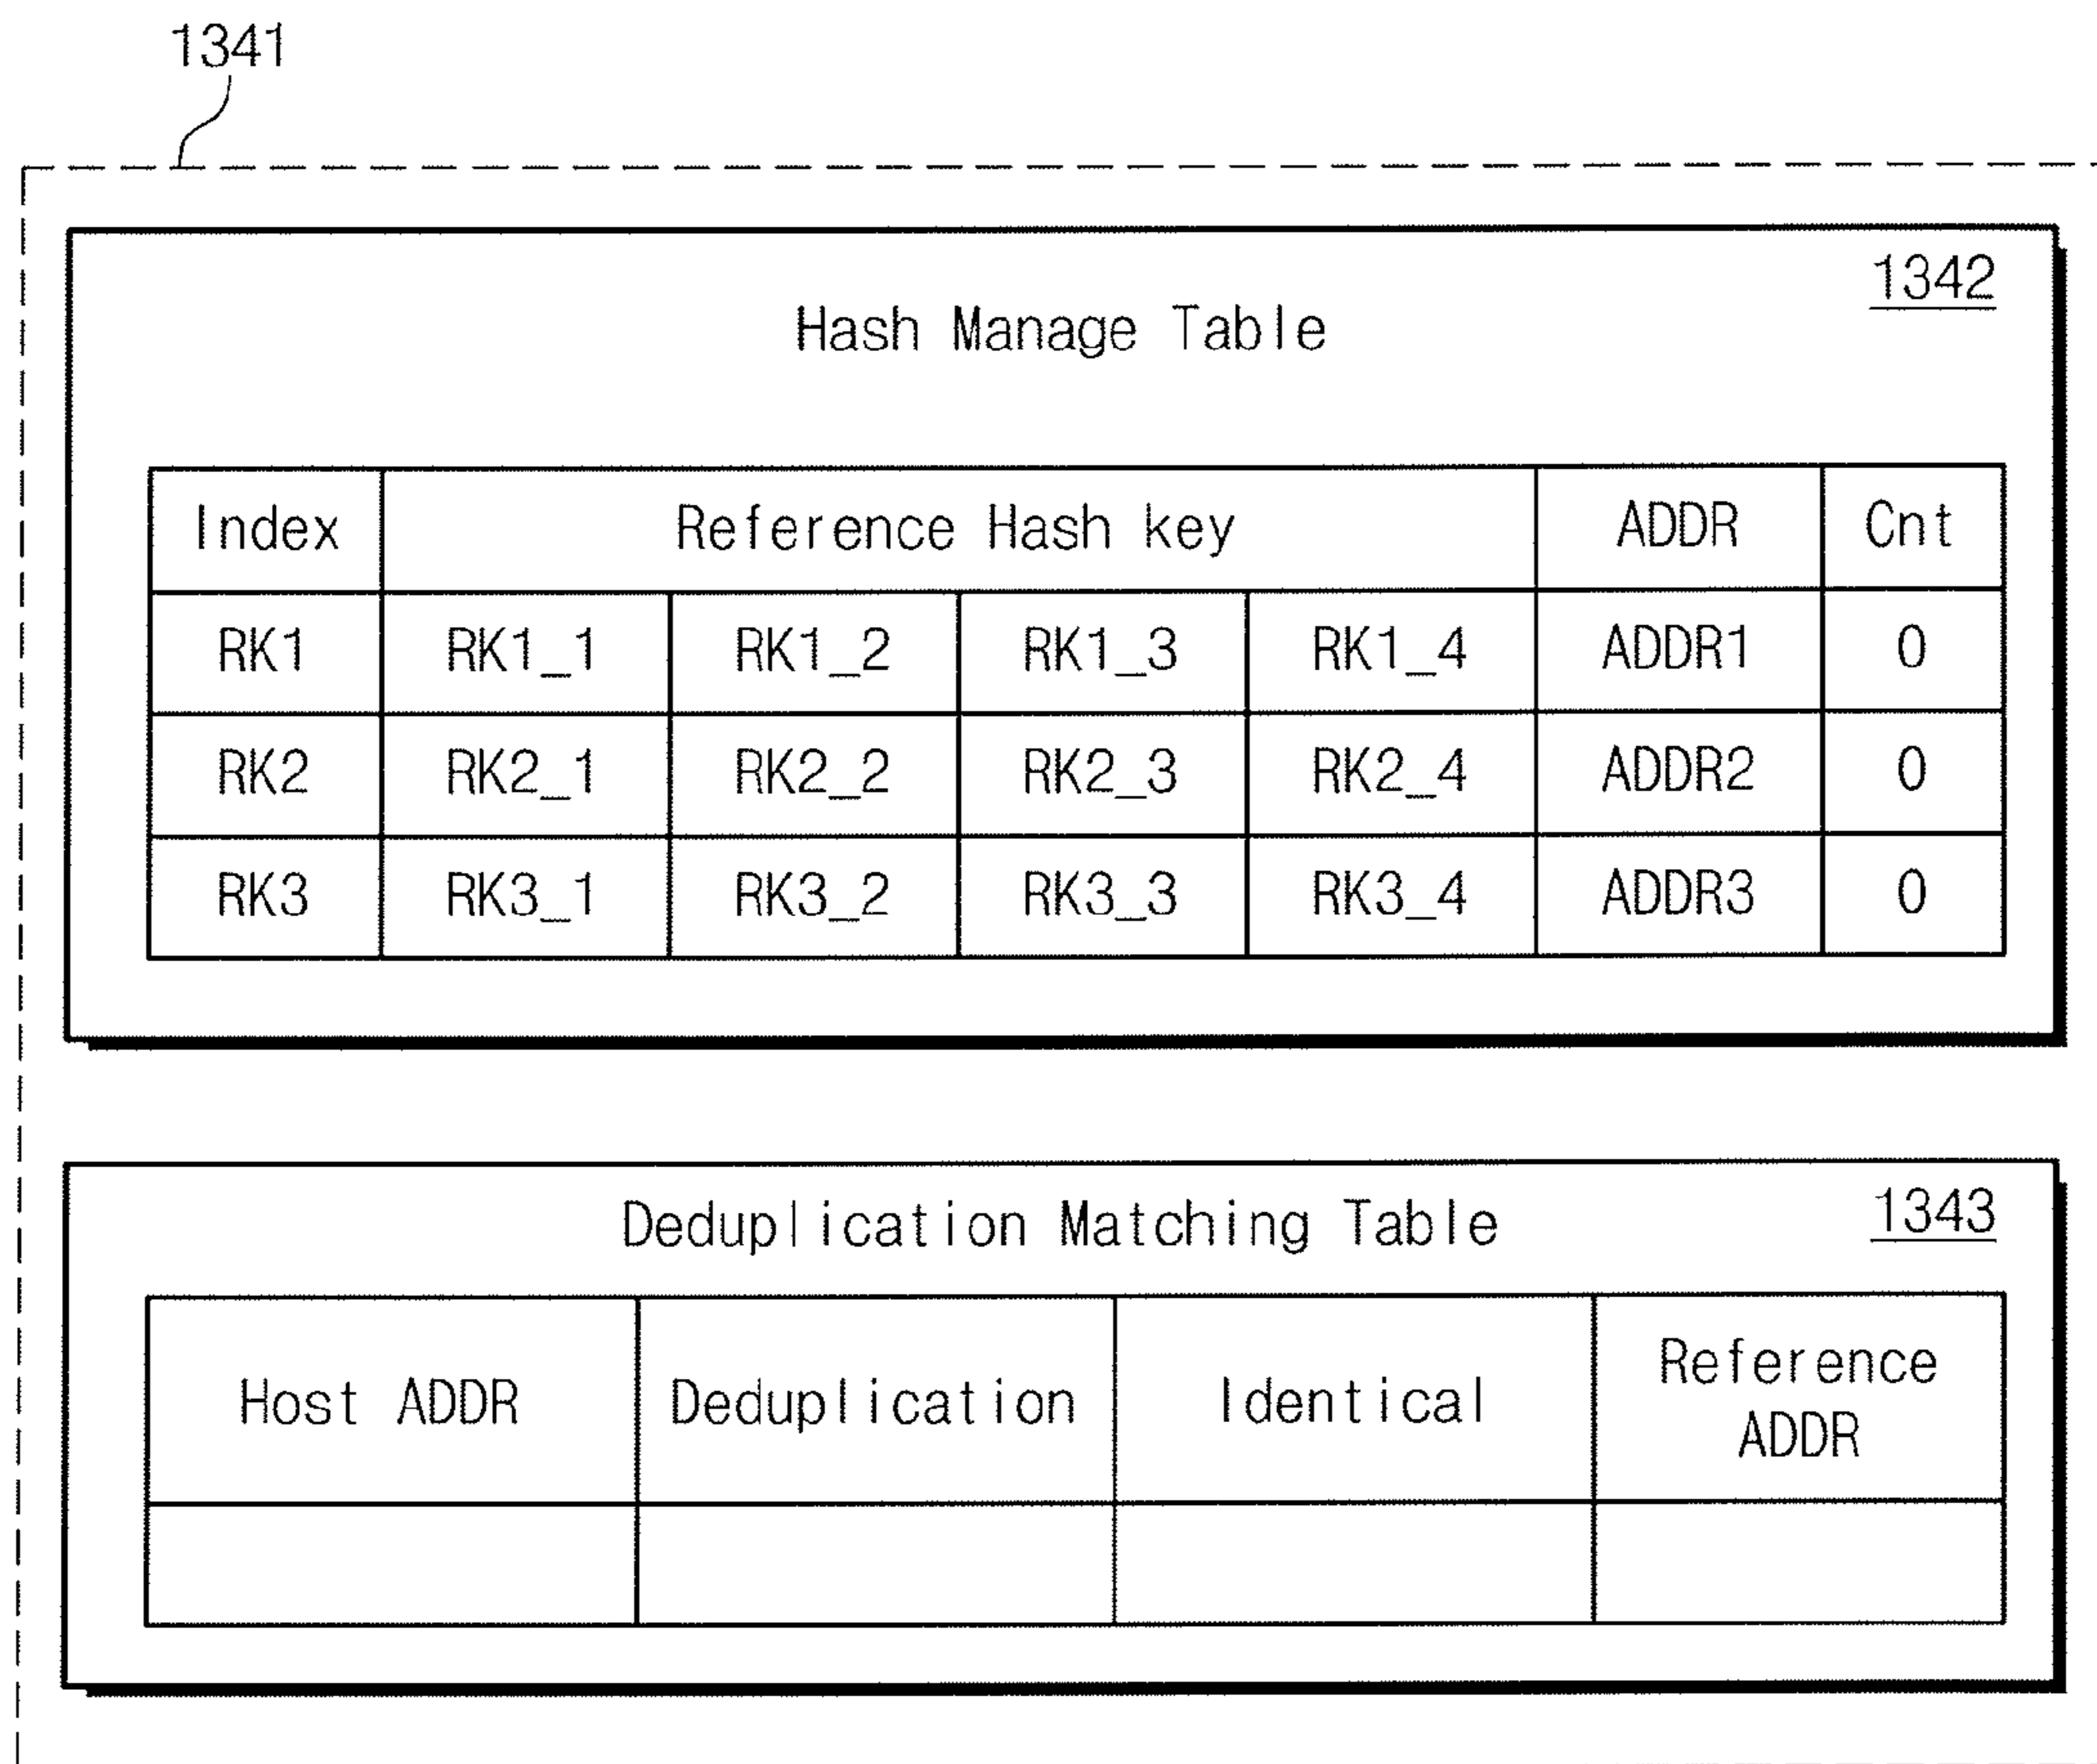 1341
1342
Hash Manage Table
Index Reference Hash key ADDR Cnt
RK1 RK1_1 RK1_2 RK1_3 RK1_4 ADDR1 0
RK2 RK2_1 RK2_2 RK2_3 RK2_4 ADDR2 0
RK3 RK3_1 RK3_2 RK3_3 RK3_4 ADDR3 0
Deduplication Matching Table 1343
Host ADDR Deduplication Identical Reference
ADDR